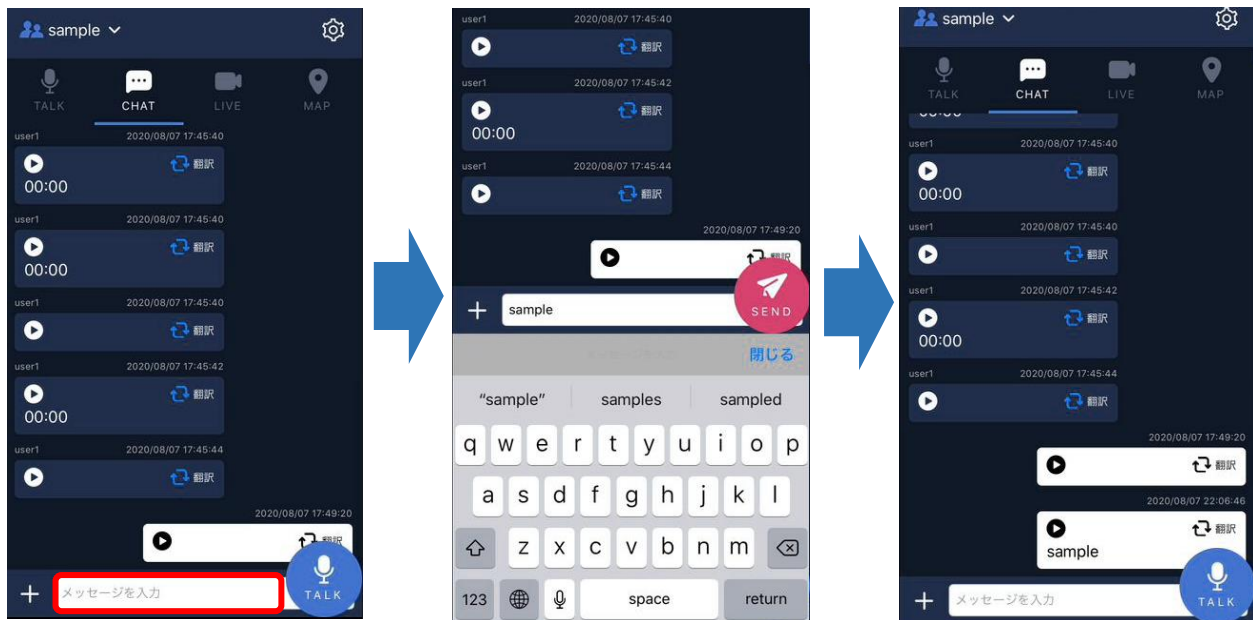 sample
TALK CHAT LIVE MAP
user1 2020/08/07 17:45:40
翻訳
00:00
user1 2020/08/07 17:45:40
翻訳
00:00
user1 2020/08/07 17:45:40
翻訳
user1 2020/08/07 17:45:42
翻訳
00:00
user1 2020/08/07 17:45:44
翻訳
2020/08/07 17:49:20
翻訳
メッセージを入力
TALK
user1 2020/08/07 17:45:40
翻訳
user1 2020/08/07 17:45:42
翻訳
00:00
user1 2020/08/07 17:45:44
翻訳
2020/08/07 17:49:20
翻訳
sample
SEND
閉じる
“sample” samples sampled
q w e r t y u i o p
a s d f g h j k l
z x c v b n m
123 space return
sample
TALK CHAT LIVE MAP
00:00
user1 2020/08/07 17:45:40
翻訳
00:00
user1 2020/08/07 17:45:40
翻訳
user1 2020/08/07 17:45:42
翻訳
00:00
user1 2020/08/07 17:45:44
翻訳
2020/08/07 17:49:20
翻訳
2020/08/07 22:06:46
翻訳
sample
メッセージを入力
TALK